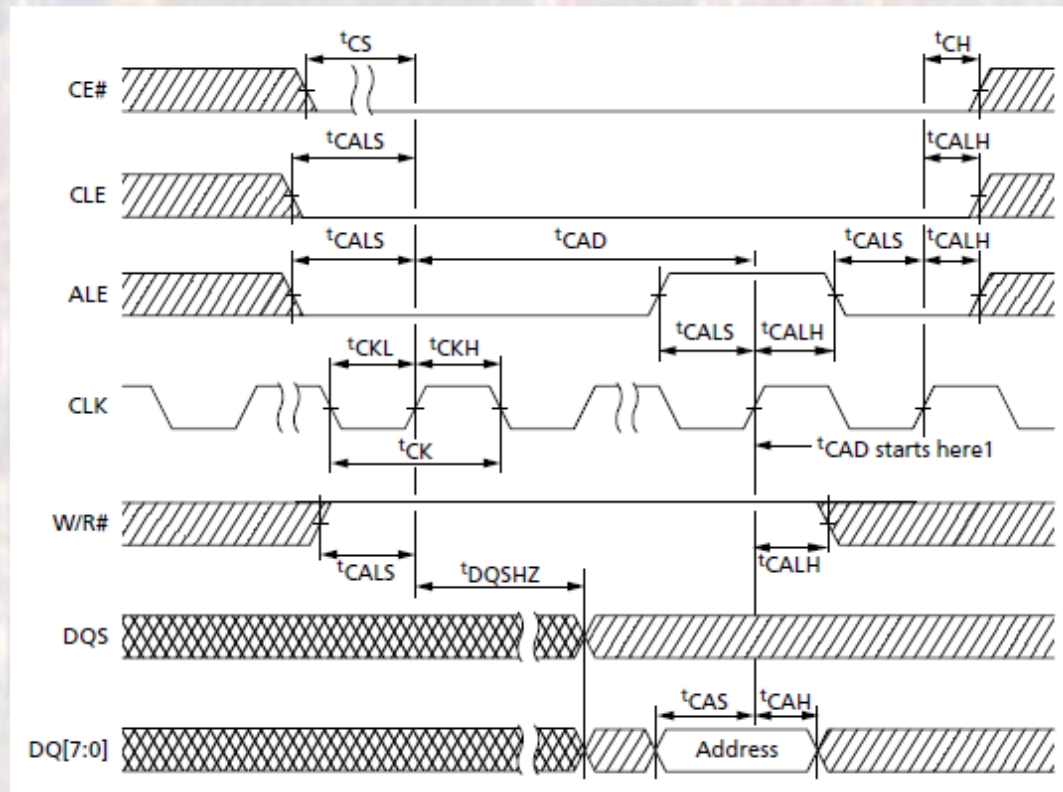 tCS
tCH
CE#
tCALS
tCALH
CLE
tCALS
tCAD
tCALS
tCALH
ALE
tCALS
tCALH
tCKL
tCKH
CLK
tCK
tCAD starts here1
W/R#
tCALS
tDQSHZ
tCALH
DQS
tCAS
tCAH
DQ[7:0]
Address